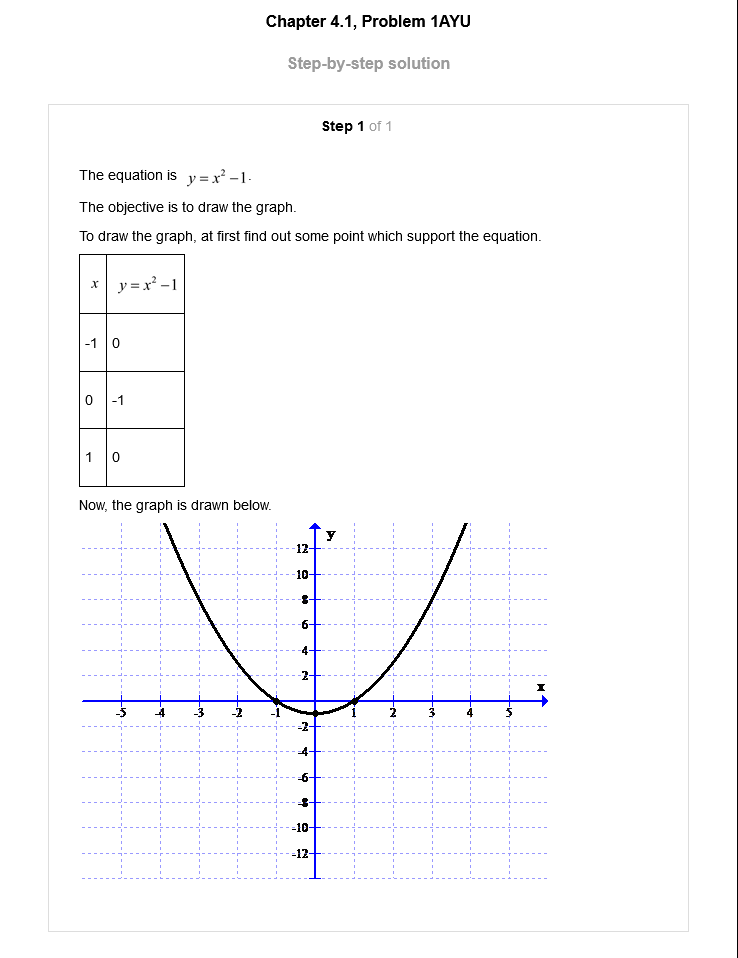 Chapter 4.1, Problem 1AYU
Step-by-step solution
Step 1 of 1
The equation is y = x² – 1.
The objective is to draw the graph.
To draw the graph, at first find out some point which support the equation.
x y = x² – 1
-1 0
0 -1
1 0
Now, the graph is drawn below.
y
12
10
8
6
4
2
x
-5 -4 -3 -2 -1 1 2 3 4 5
-2
-4
-6
-8
-10
-12